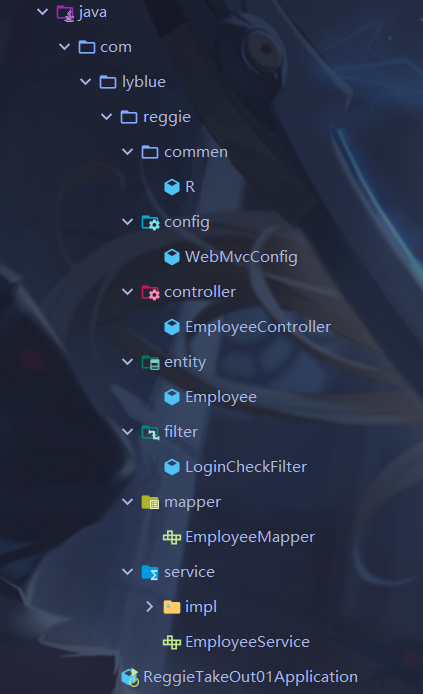 java
com
lyblue
reggie
commen
R
config
WebMvcConfig
controller
EmployeeController
entity
Employee
filter
LoginCheckFilter
mapper
EmployeeMapper
service
impl
EmployeeService
ReggieTakeOut01Application